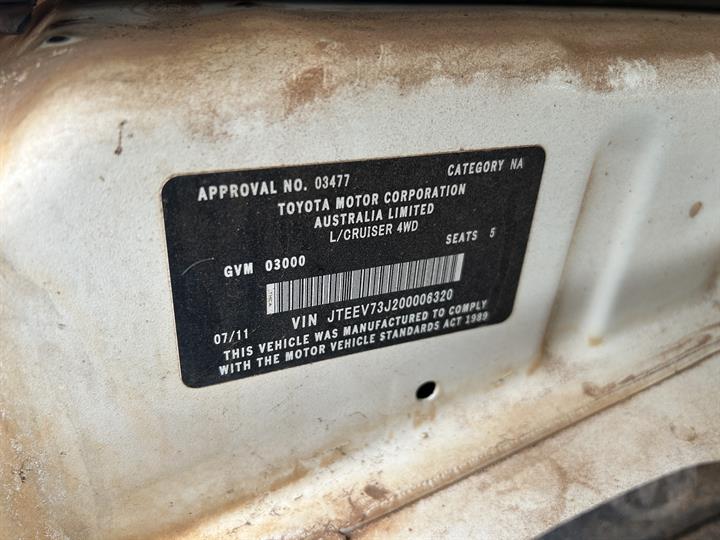 APPROVAL NO. 03477 CATEGORY NA
TOYOTA MOTOR CORPORATION
AUSTRALIA LIMITED
L/CRUISER 4WD
GVM 03000 SEATS 5
VIN JTEEV73J200006320
07/11
THIS VEHICLE WAS MANUFACTURED TO COMPLY
WITH THE MOTOR VEHICLE STANDARDS ACT 1989